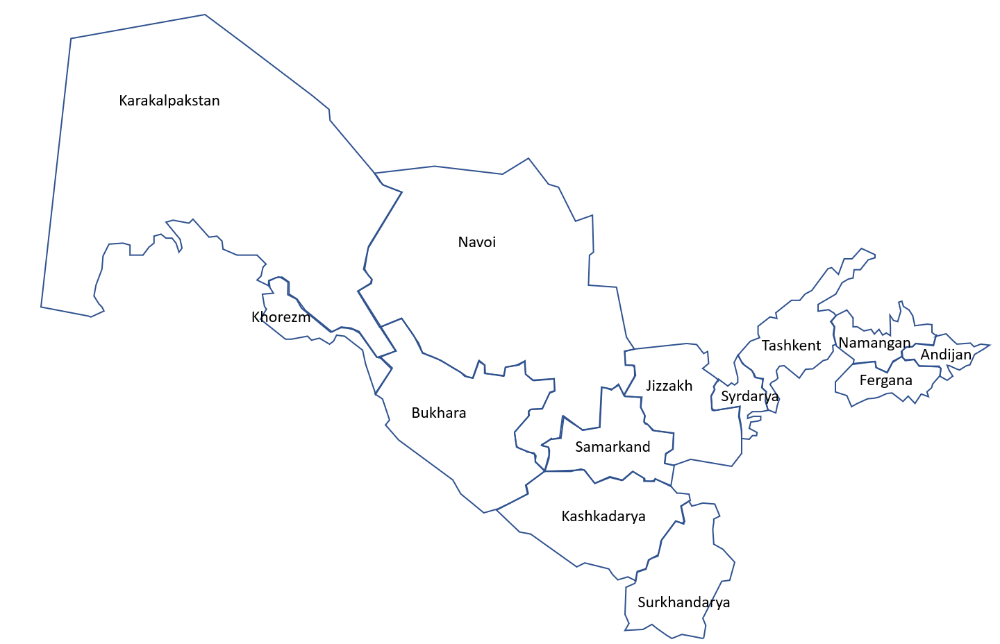 Karakalpakstan
Navoi
Khorezm
Tashkent
Namangan
Andijan
Fergana
Jizzakh
Syrdarya
Bukhara
Samarkand
Kashkadarya
Surkhandarya